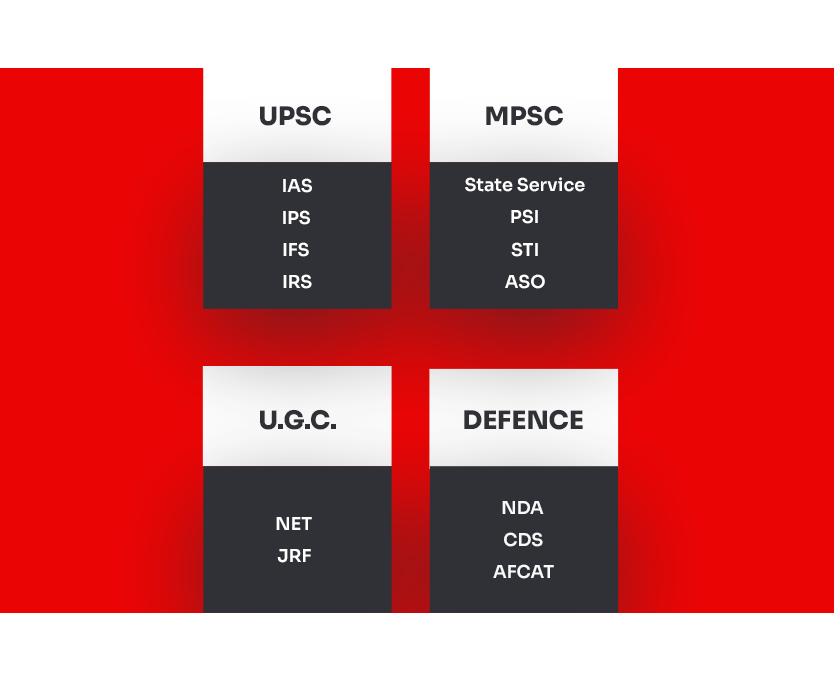 UPSC
IAS
IPS
IFS
IRS
MPSC
State Service
PSI
STI
ASO
U.G.C.
NET
JRF
DEFENCE
NDA
CDS
AFCAT